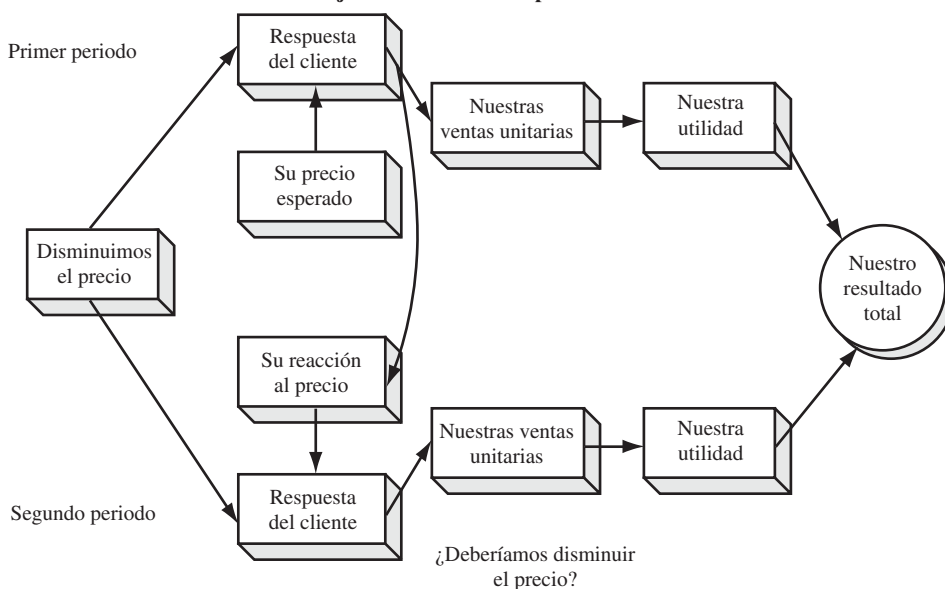 Primer periodo
Respuesta
del cliente
Nuestras
ventas unitarias
Nuestra
utilidad
Su precio
esperado
Disminuimos
el precio
Nuestro
resultado
total
Su reacción
al precio
Nuestras ventas
unitarias
Nuestra
utilidad
Segundo periodo
Respuesta
del cliente
¿Deberíamos disminuir
el precio?